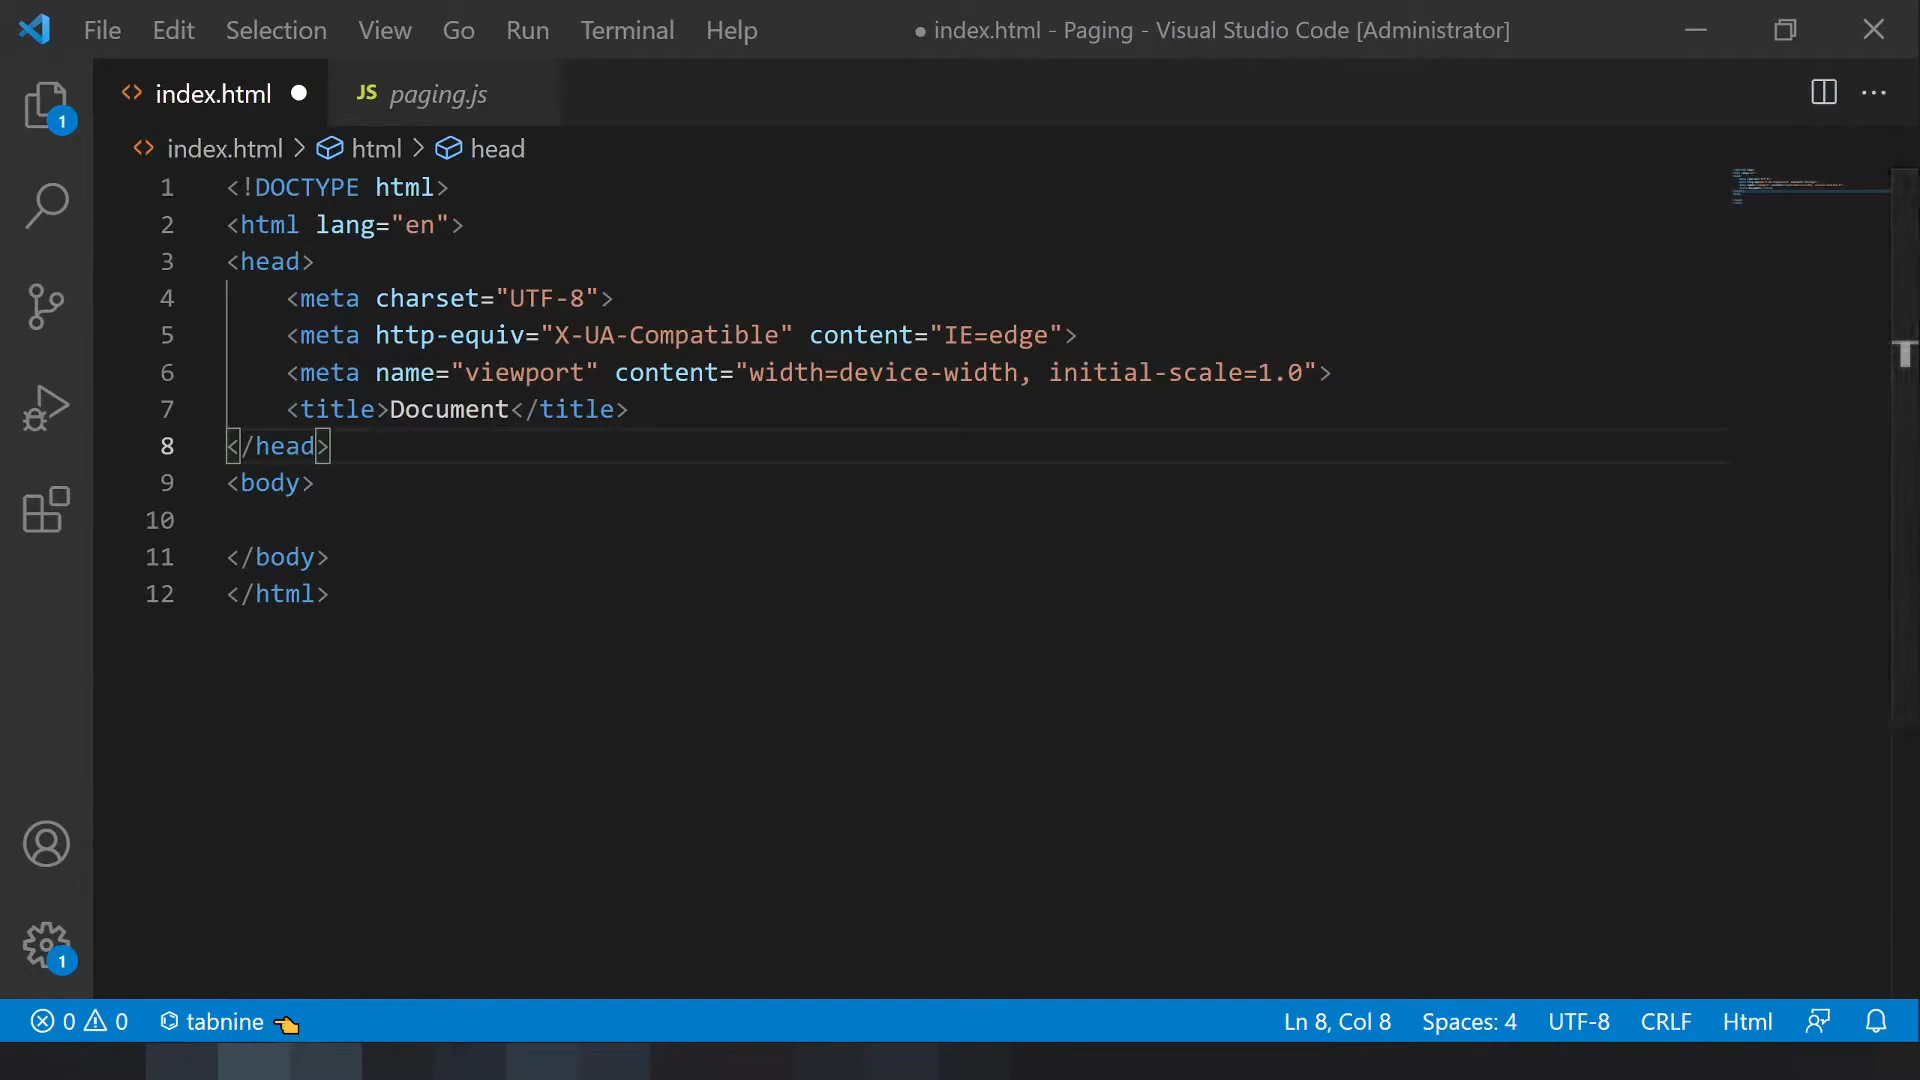 File Edit Selection View Go Run Terminal Help ● index.html - Paging - Visual Studio Code [Administrator]
index.html ● JS paging.js
index.html > html > head
1 <!DOCTYPE html>
2 <html lang="en">
3 <head>
4     <meta charset="UTF-8">
5     <meta http-equiv="X-UA-Compatible" content="IE=edge">
6     <meta name="viewport" content="width=device-width, initial-scale=1.0">
7     <title>Document</title>
8 </head>
9 <body>
10
11 </body>
12 </html>
1
1
0 0 tabnine Ln 8, Col 8 Spaces: 4 UTF-8 CRLF Html